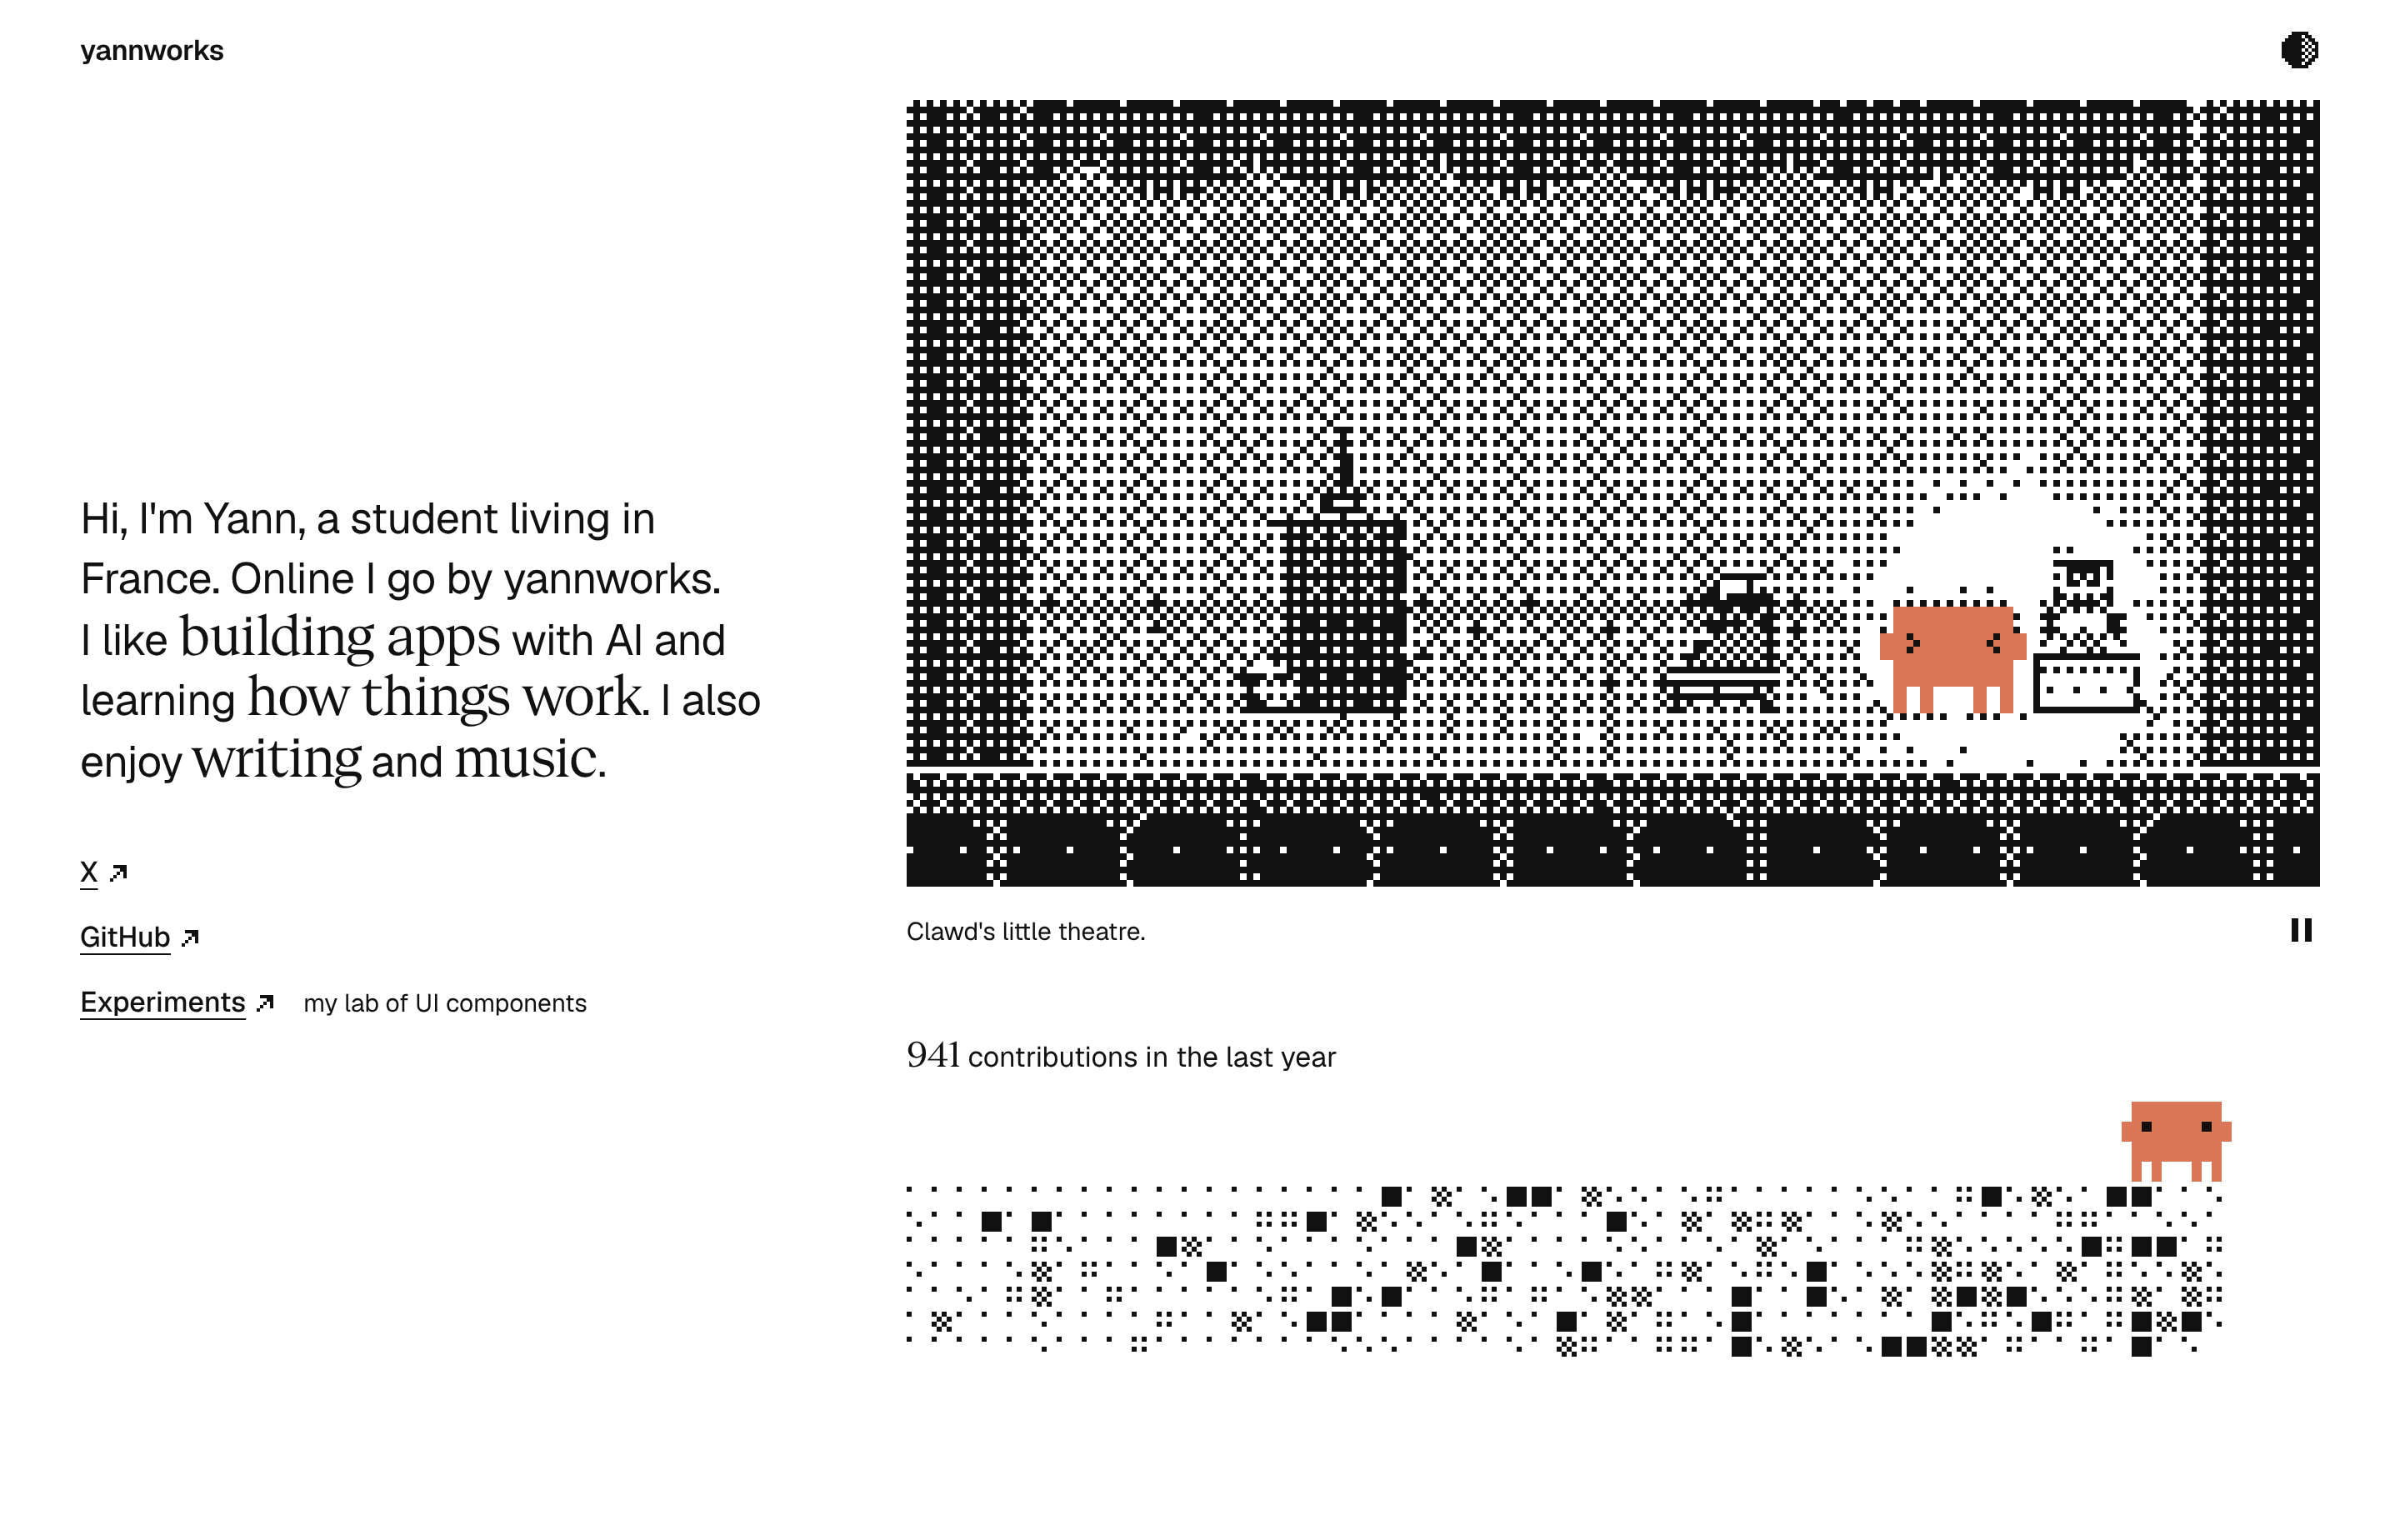 yannworks
Hi, I'm Yann, a student living in
France. Online I go by yannworks.
I like building apps with AI and
learning how things work. I also
enjoy writing and music.
X
GitHub
Experiments my lab of UI components
Clawd's little theatre.
941 contributions in the last year